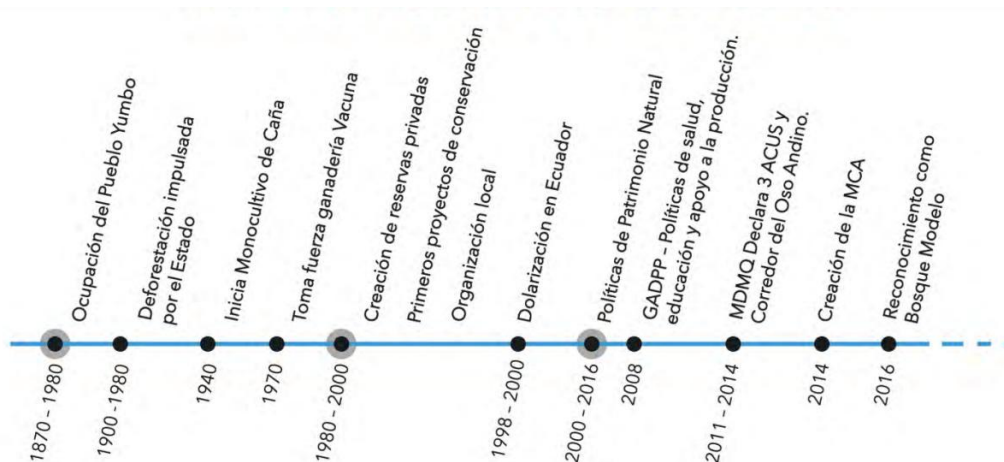 Ocupación del Pueblo Yumbo
Deforestación impulsada
por el Estado
Inicia Monocultivo de Caña
Toma fuerza ganadería Vacuna
Creación de reservas privadas
Primeros proyectos de conservación
Organización local
Dolarización en Ecuador
Políticas de Patrimonio Natural
GADPP - Políticas de salud,
educación y apoyo a la producción.
MDMQ Declara 3 ACUS y
Corredor del Oso Andino.
Creación de la MCA
Reconocimiento como
Bosque Modelo
1870 - 1980
1900 -1980
1940
1970
1980 - 2000
1998 - 2000
2000 - 2016
2008
2011 - 2014
2014
2016